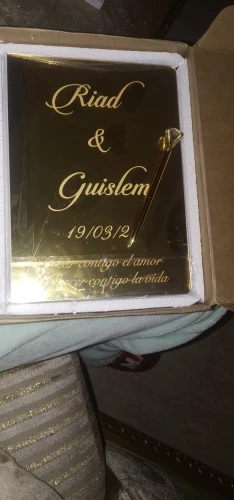 Riad
&
Guislem
19/03/2
contigo el amor
contigo la vida